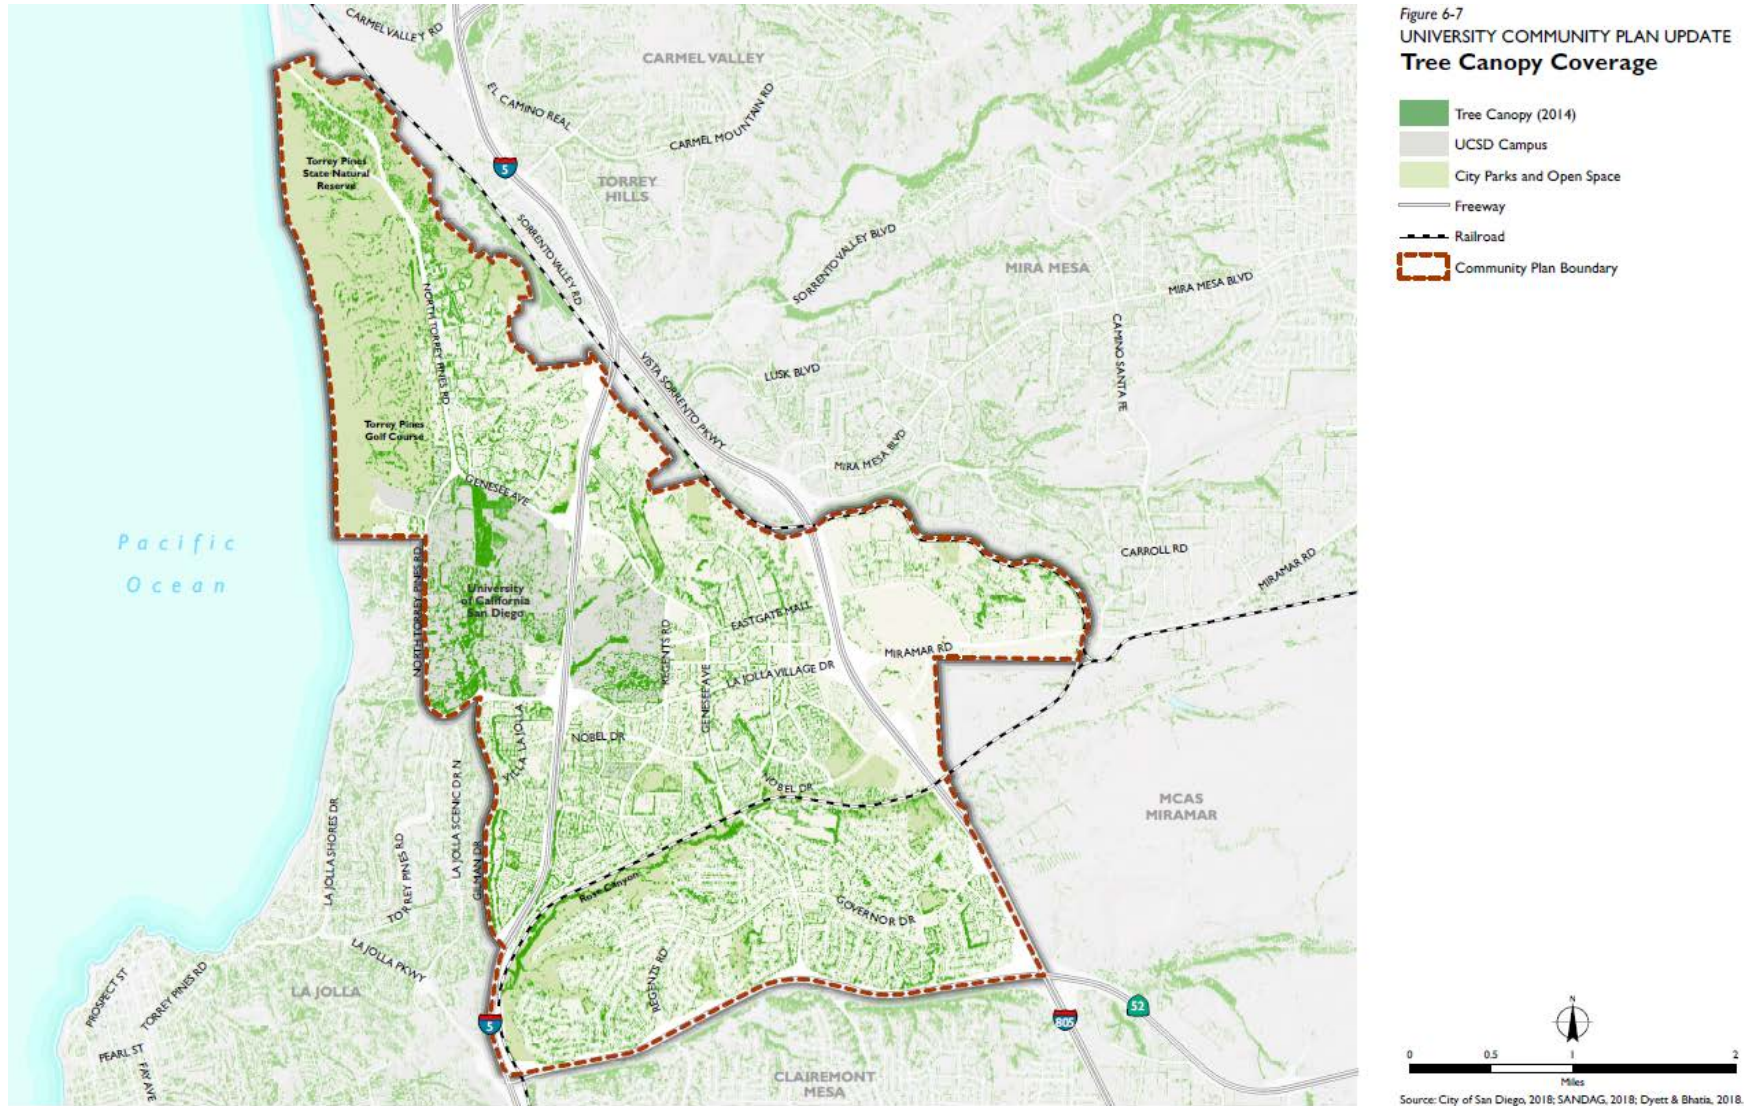 Figure 6-7
UNIVERSITY COMMUNITY PLAN UPDATE
Tree Canopy Coverage
Tree Canopy (2014)
UCSD Campus
City Parks and Open Space
Freeway
Railroad
Community Plan Boundary
CARMEL VALLEY RD
CARMEL VALLEY
EL CAMINO REAL
CARMEL MOUNTAIN RD
5
TORREY
HILLS
Torrey Pines
State Natural
Reserve
SORRENTO VALLEY RD
SORRENTO VALLEY BLVD
MIRA MESA
MIRA MESA BLVD
NORTH TORREY PINES RD
CAMINO SANTA FE
VISTA SORRENTO PKWY
LUSK BLVD
Torrey Pines
Golf Course
MIRA MESA BLVD
GENESEE AVE
Pacific
Ocean
CARROLL RD
MIRAMAR RD
NORTH TORREY PINES RD
University
of California
San Diego
EASTGATE MALL
REGENTS RD
MIRAMAR RD
GENESEE AVE
LA JOLLA VILLAGE DR
VILLA LA JOLLA
NOBEL DR
NOBEL DR
LA JOLLA SHORES DR
TORREY PINES RD
LA JOLLA SCENIC DR N
GILMAN DR
MCAS
MIRAMAR
Rose Canyon
GOVERNOR DR
REGENTS RD
LA JOLLA PKWY
LA JOLLA
PROSPECT ST
TORREY PINES RD
PEARL ST
FAY AVE
5
805
52
CLAIREMONT
MESA
N
0 0.5 1 2
Miles
Source: City of San Diego, 2018; SANDAG, 2018; Dyett & Bhatia, 2018.